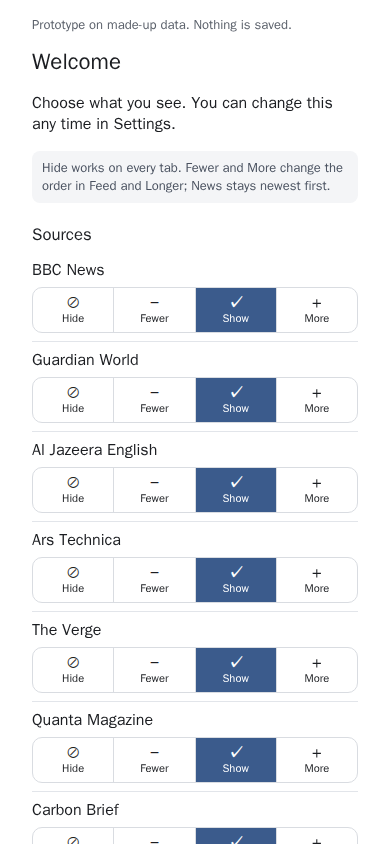 Prototype on made-up data. Nothing is saved.
Welcome
Choose what you see. You can change this
any time in Settings.
Hide works on every tab. Fewer and More change the
order in Feed and Longer; News stays newest first.
Sources
BBC News
Hide Fewer Show More
Guardian World
Hide Fewer Show More
Al Jazeera English
Hide Fewer Show More
Ars Technica
Hide Fewer Show More
The Verge
Hide Fewer Show More
Quanta Magazine
Hide Fewer Show More
Carbon Brief